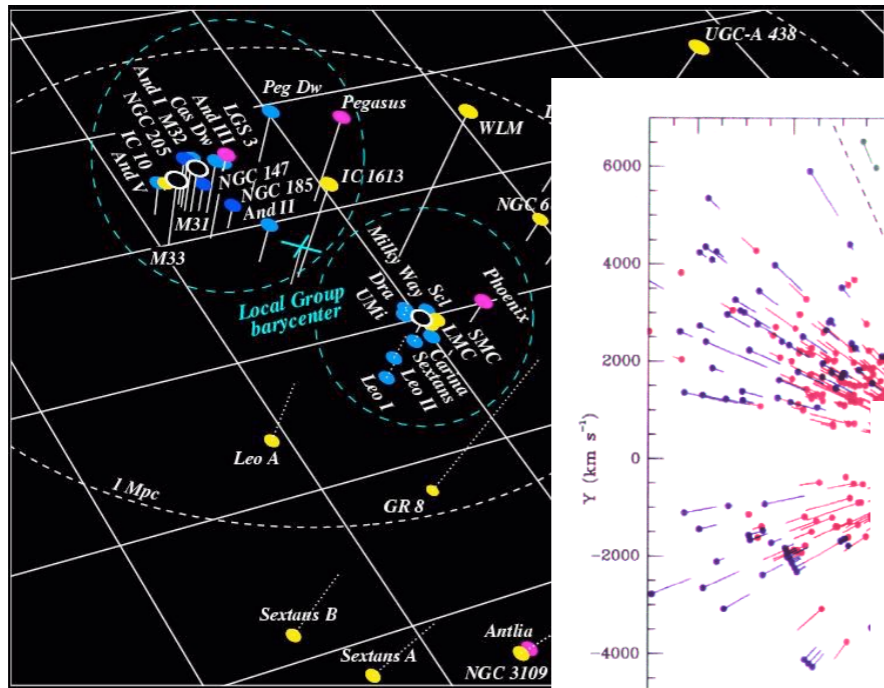 UGC-A 438
Peg Dw
Pegasus
WLM
And I
M32
Cas Dw
And III
LGS 3
NGC 205
IC 10
And V
NGC 147
NGC 185
And II
IC 1613
M31
M33
NGC 6
Milky Way
Dra
UMi
Scl
Phoenix
Local Group
barycenter
LMC
SMC
Carina
Sextans
Leo II
Leo I
Leo A
GR 8
1 Mpc
Sextans B
Sextans A
Antlia
NGC 3109
6000
4000
2000
0
−2000
−4000
Y (km s⁻¹)